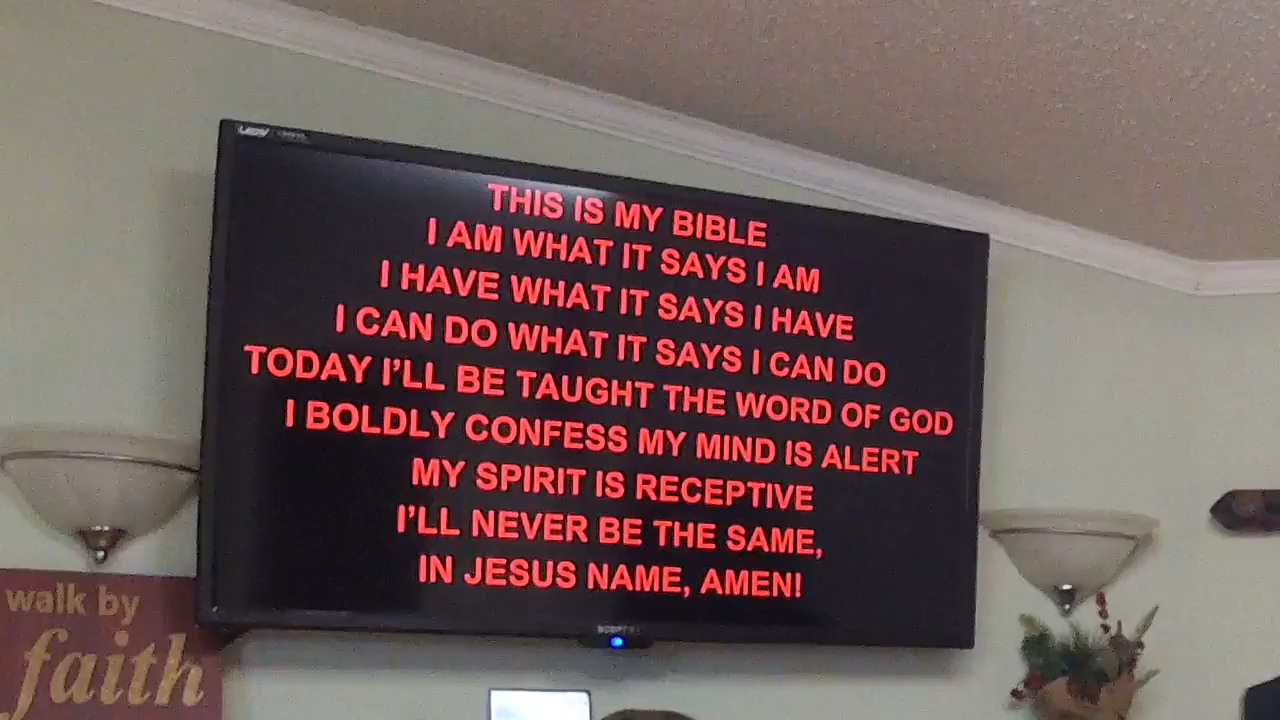 THIS IS MY BIBLE
I AM WHAT IT SAYS I AM
I HAVE WHAT IT SAYS I HAVE
I CAN DO WHAT IT SAYS I CAN DO
TODAY I'LL BE TAUGHT THE WORD OF GOD
I BOLDLY CONFESS MY MIND IS ALERT
MY SPIRIT IS RECEPTIVE
I'LL NEVER BE THE SAME,
IN JESUS NAME, AMEN!
walk by
faith